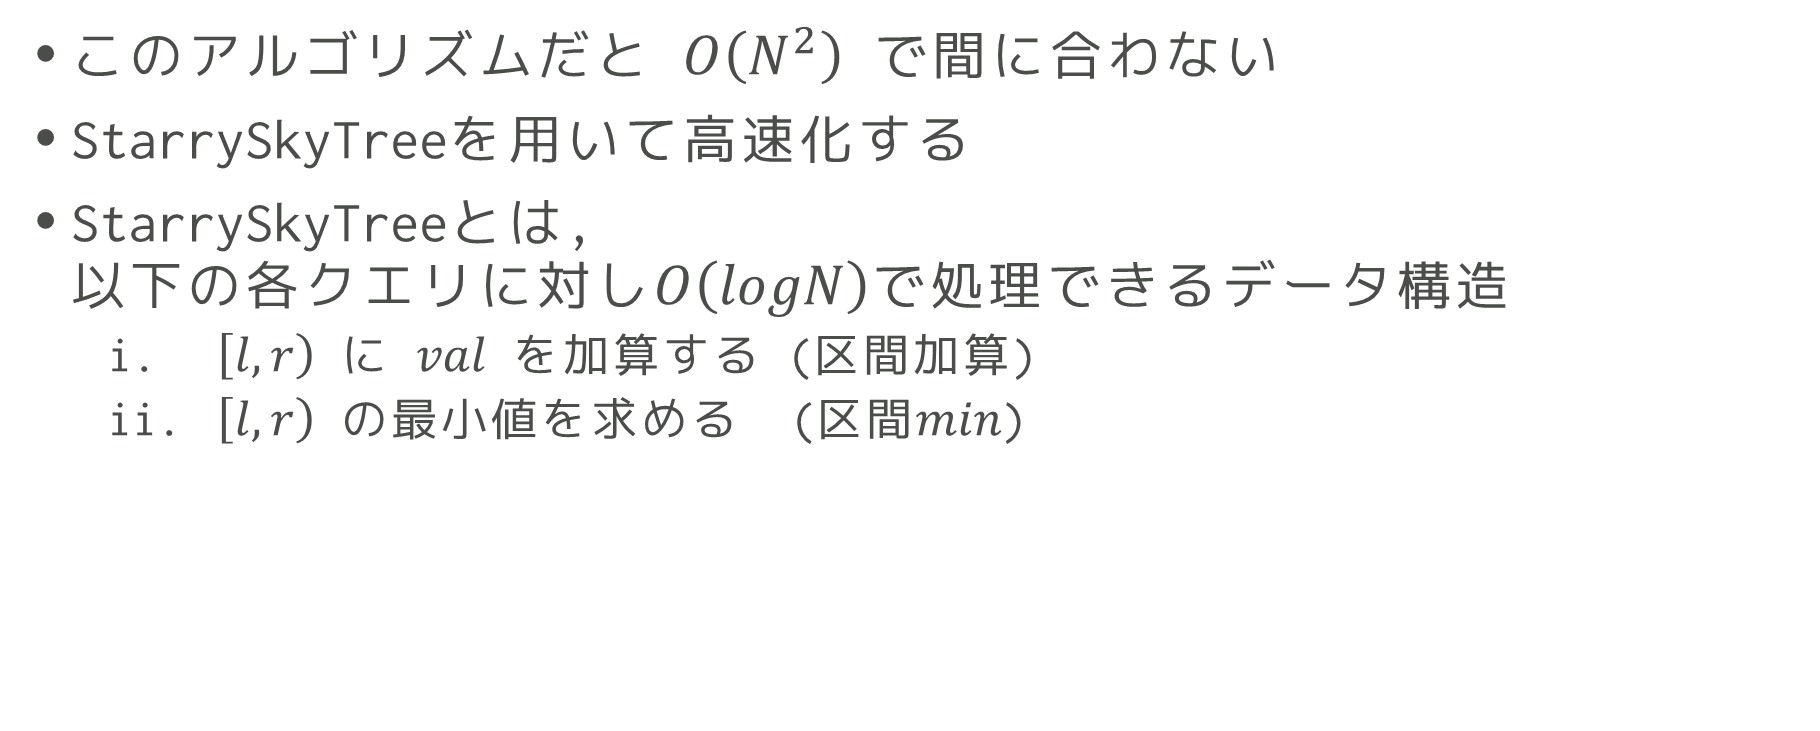 • このアルゴリズムだと O(N²) で間に合わない
• StarrySkyTreeを用いて高速化する
• StarrySkyTreeとは,
以下の各クエリに対しO(logN)で処理できるデータ構造
i. [l,r) に val を加算する (区間加算)
ii. [l,r) の最小値を求める (区間min)